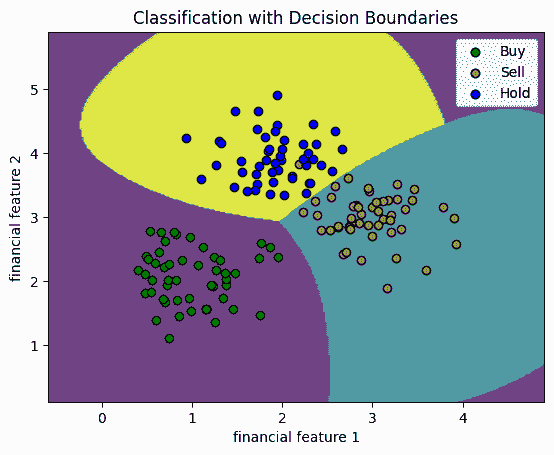 Classification with Decision Boundaries
Buy
Sell
Hold
5
4
3
2
1
financial feature 2
0
1
2
3
4
financial feature 1